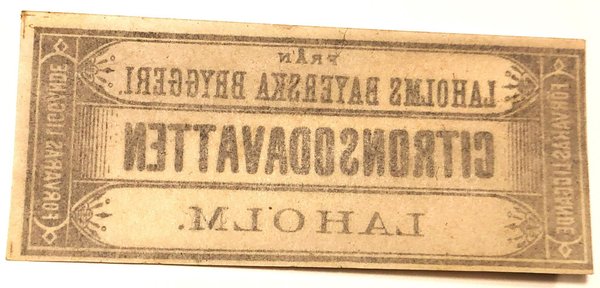 FRÅN
LAHOLMS BAYERSKA BRYGGERI.
CITRONSODAVATTEN
LAHOLM.
FÖRVARAS LIGGANDE
FÖRVARAS LIGGANDE